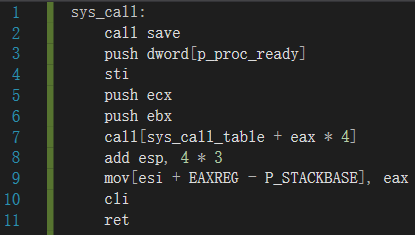 1 sys_call:
2 call save
3 push dword[p_proc_ready]
4 sti
5 push ecx
6 push ebx
7 call[sys_call_table + eax * 4]
8 add esp, 4 * 3
9 mov[esi + EAXREG - P_STACKBASE], eax
10 cli
11 ret